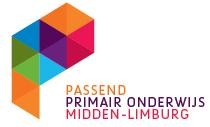 PASSEND
PRIMAIR ONDERWIJS
MIDDEN-LIMBURG